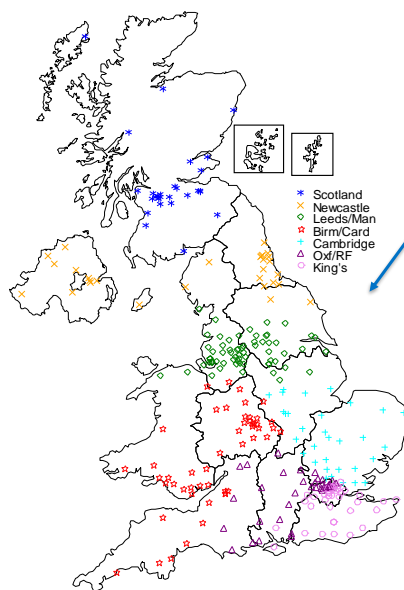 Scotland
Newcastle
Leeds/Man
Birm/Card
Cambridge
Oxf/RF
King's